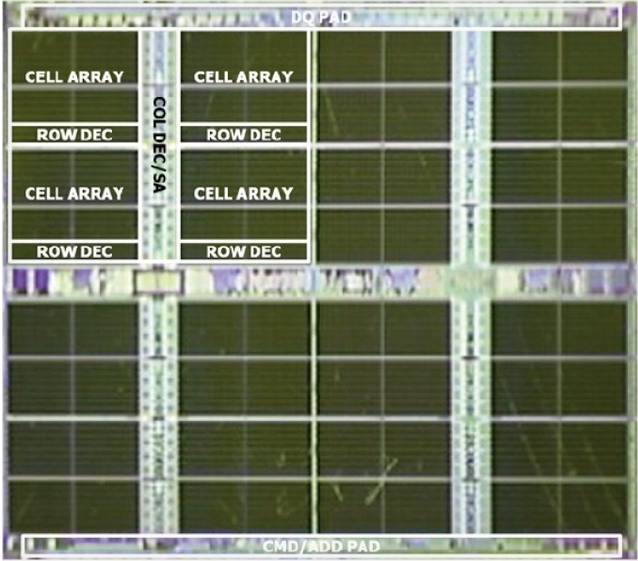 DQ PAD
CELL ARRAY
CELL ARRAY
COL DEC/SA
ROW DEC
ROW DEC
CELL ARRAY
CELL ARRAY
ROW DEC
ROW DEC
CMD/ADD PAD